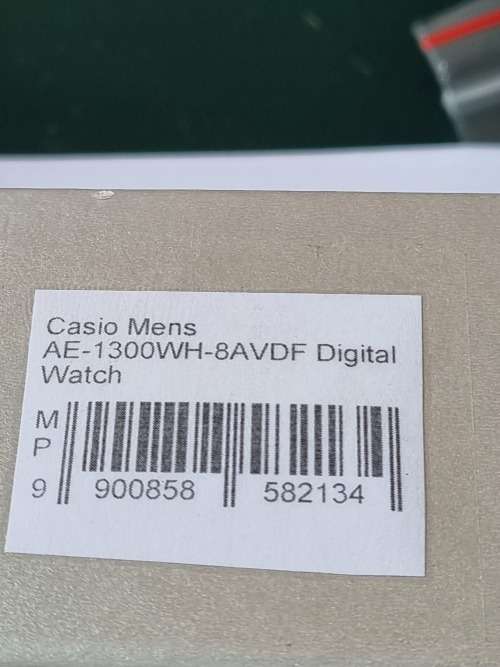 Casio Mens
AE-1300WH-8AVDF Digital
Watch
M
P
9 900858 582134